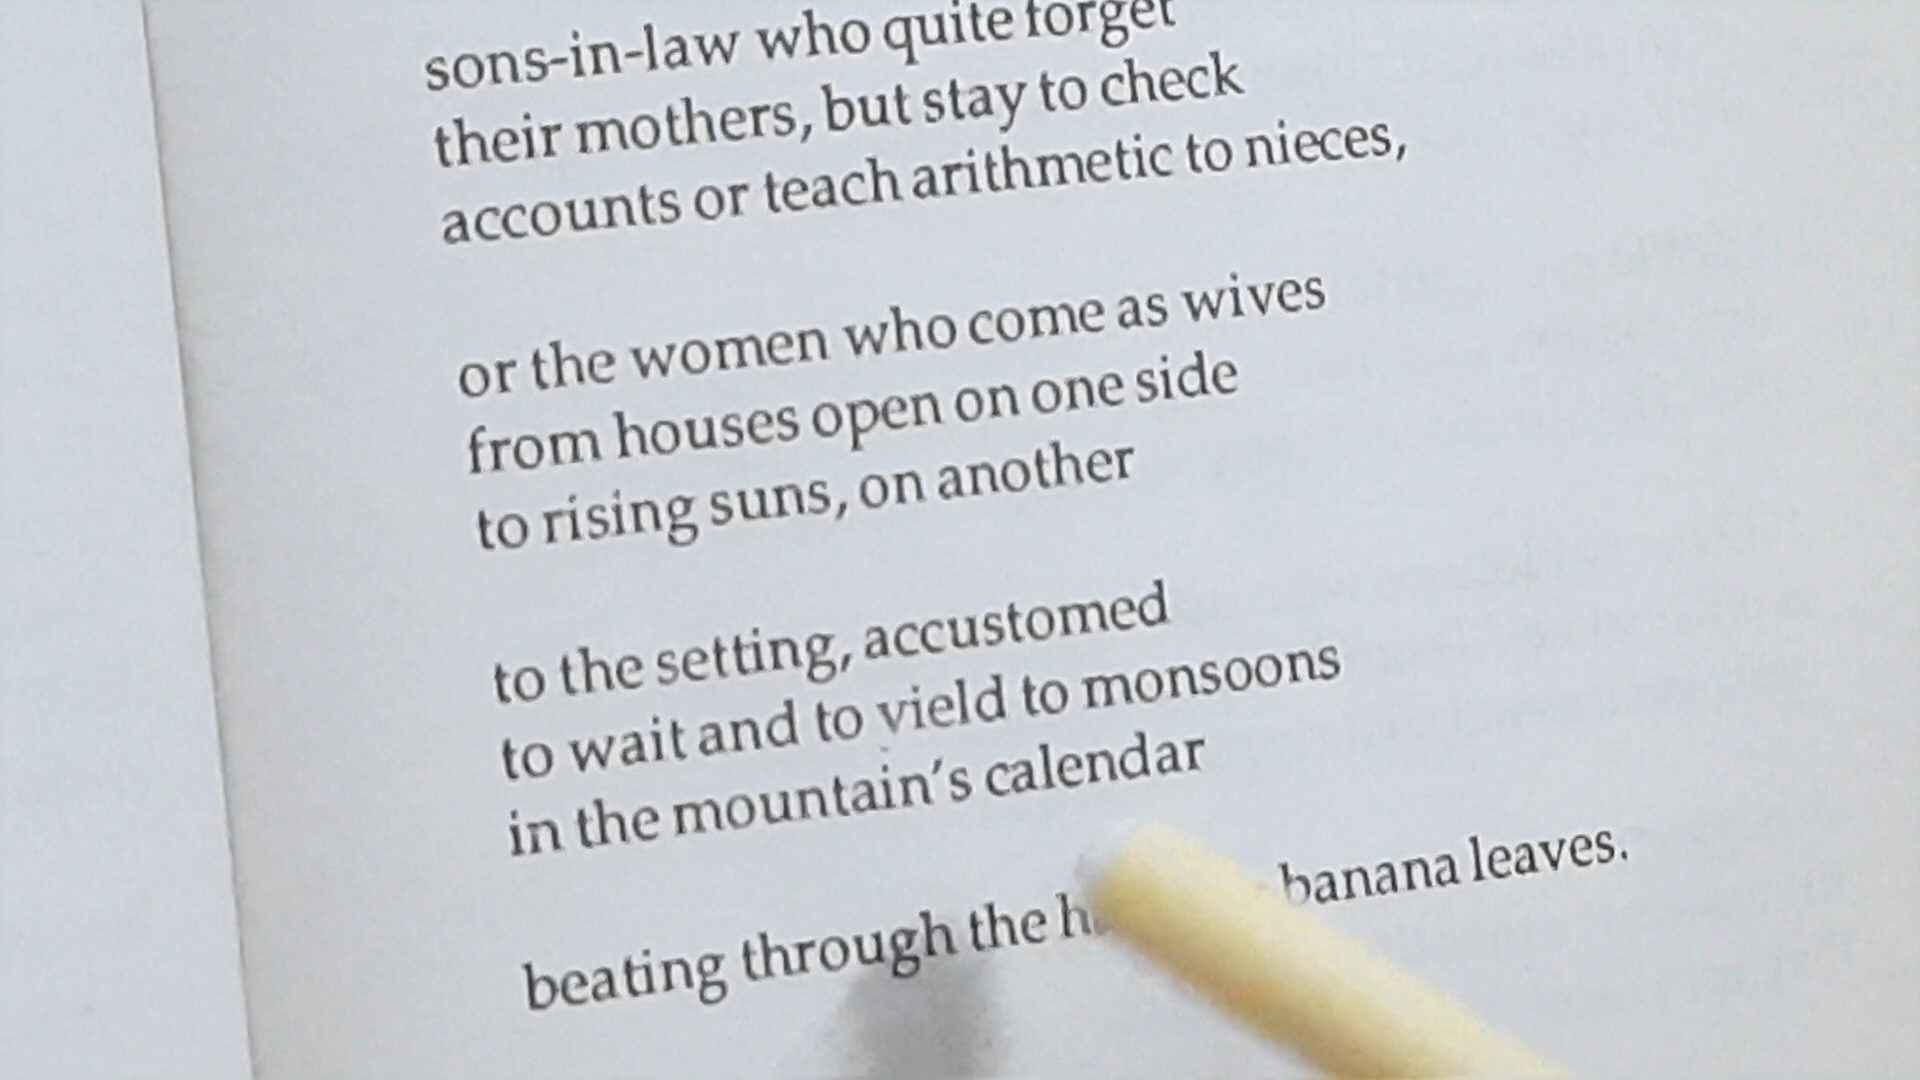 sons-in-law who quite forget
their mothers, but stay to check
accounts or teach arithmetic to nieces,
or the women who come as wives
from houses open on one side
to rising suns, on another
to the setting, accustomed
to wait and to yield to monsoons
in the mountain's calendar
beating through the banana leaves.